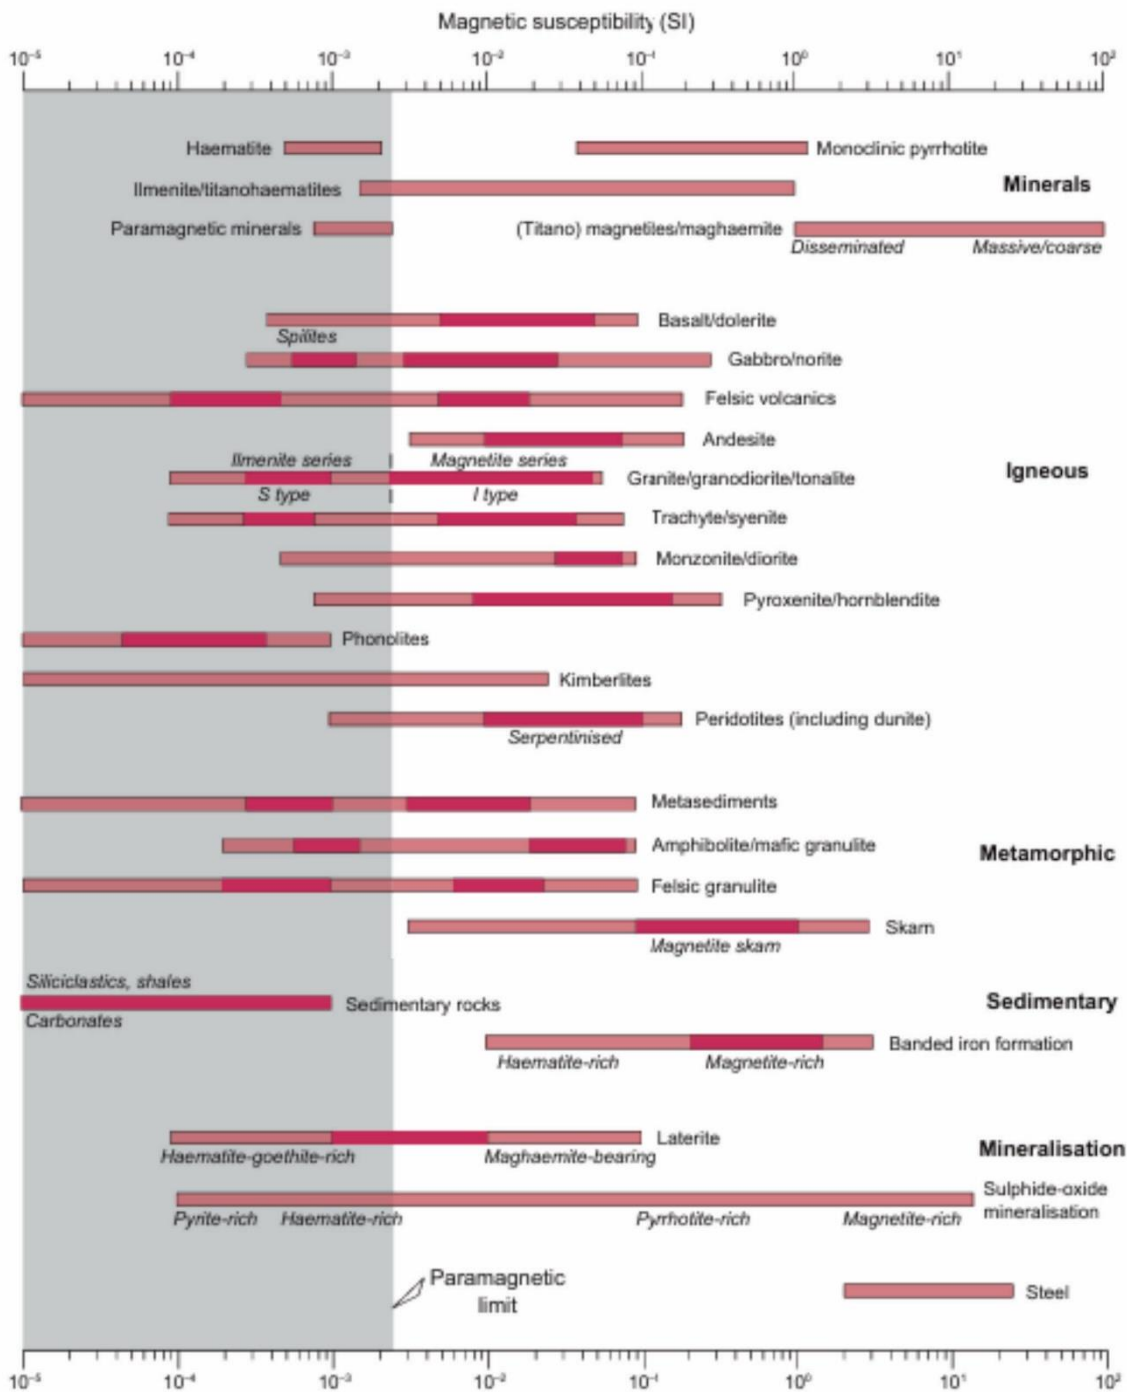 Magnetic susceptibility (SI)
10⁻⁵ 10⁻⁴ 10⁻³ 10⁻² 10⁻¹ 10⁰ 10¹ 10²
Haematite
Monoclinic pyrrhotite
Minerals
Ilmenite/titanohaematites
Paramagnetic minerals
(Titano) magnetites/maghaemite
Disseminated Massive/coarse
Basalt/dolerite
Spilites
Gabbro/norite
Felsic volcanics
Andesite
Ilmenite series Magnetite series
Igneous
Granite/granodiorite/tonalite
S type I type
Trachyte/syenite
Monzonite/diorite
Pyroxenite/hornblendite
Phonolites
Kimberlites
Peridotites (including dunite)
Serpentinised
Metasediments
Amphibolite/mafic granulite
Metamorphic
Felsic granulite
Skarn
Magnetite skarn
Siliciclastics, shales
Sedimentary rocks
Sedimentary
Carbonates
Banded iron formation
Haematite-rich Magnetite-rich
Laterite
Mineralisation
Haematite-goethite-rich Maghaemite-bearing
Sulphide-oxide
mineralisation
Pyrite-rich Haematite-rich Pyrrhotite-rich Magnetite-rich
Paramagnetic
limit
Steel
10⁻⁵ 10⁻⁴ 10⁻³ 10⁻² 10⁻¹ 10⁰ 10¹ 10²